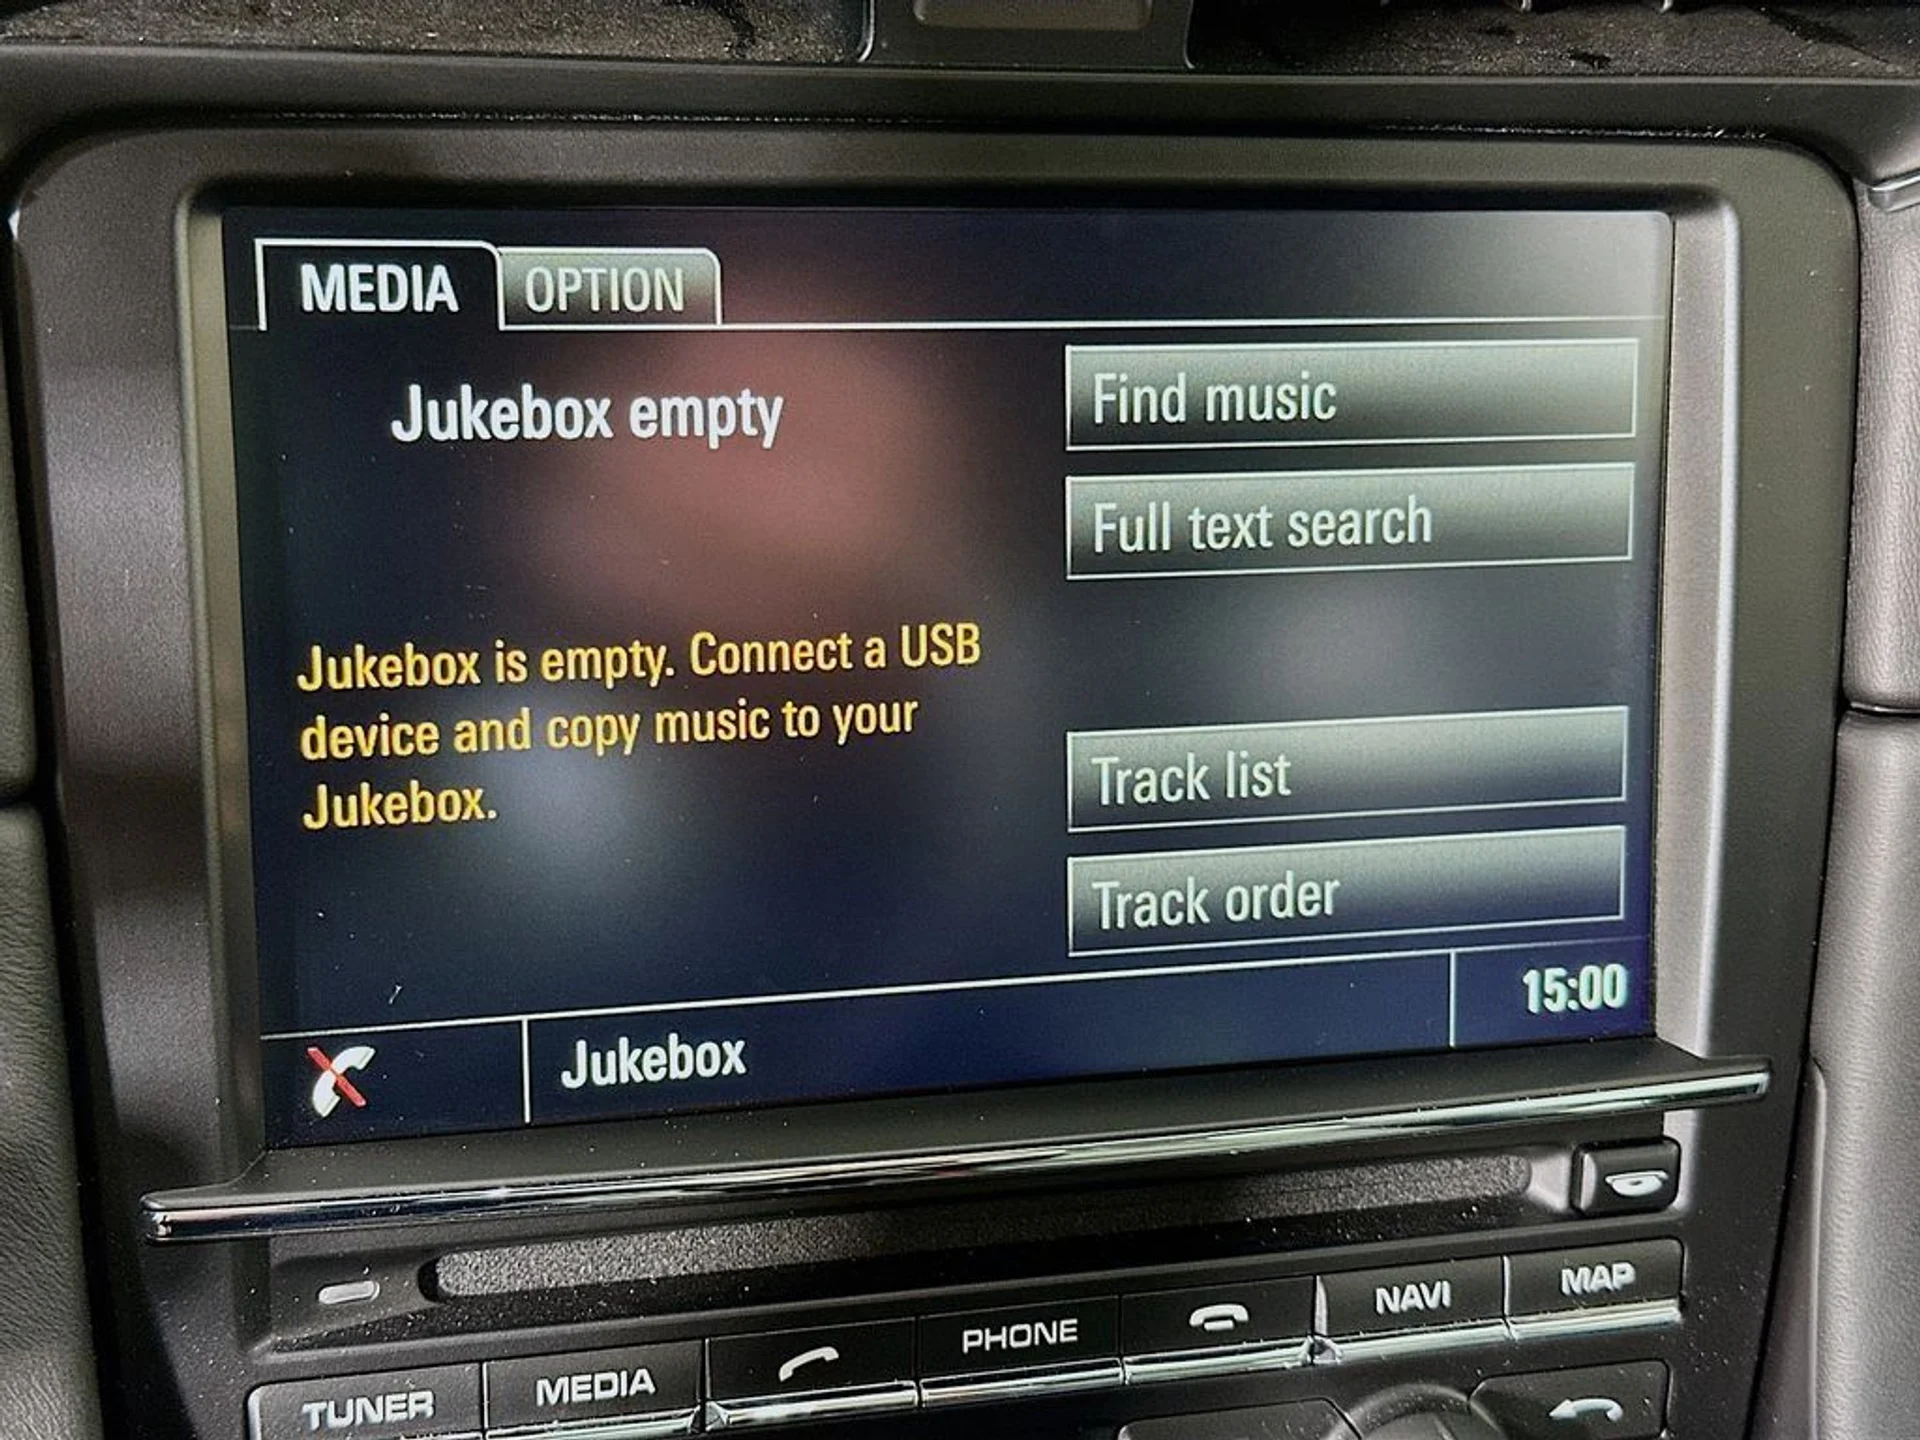 MEDIA OPTION
Jukebox empty
Find music
Full text search
Jukebox is empty. Connect a USB
device and copy music to your
Jukebox.
Track list
Track order
Jukebox 15:00
TUNER MEDIA PHONE NAVI MAP